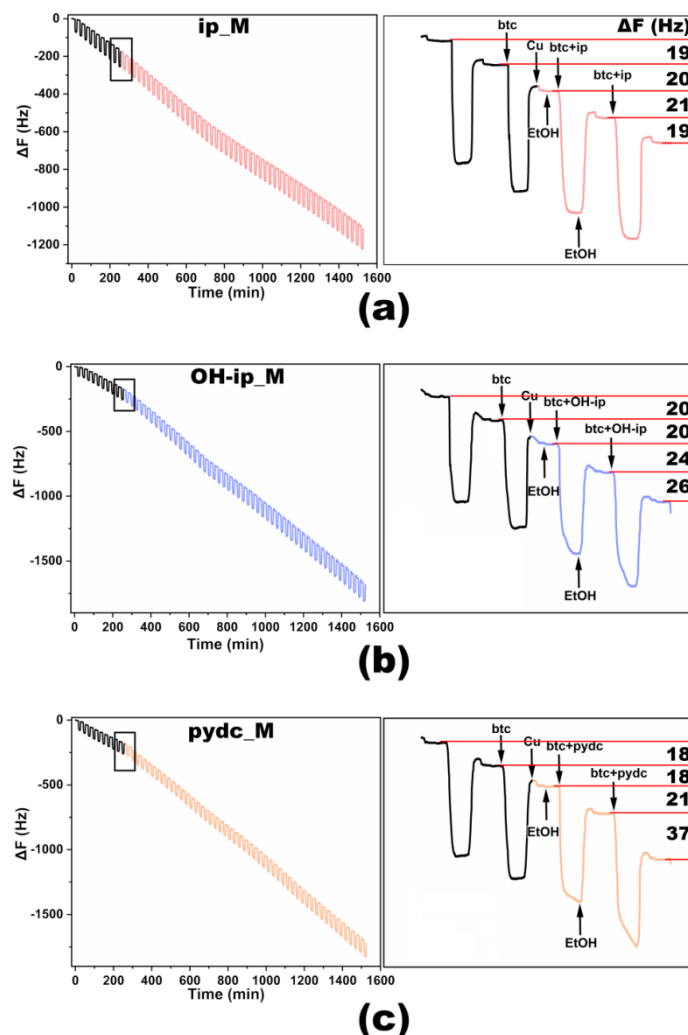 ip_M
ΔF (Hz)
0
-200
-400
-600
-800
-1000
-1200
0 200 400 600 800 1000 1200 1400 1600
Time (min)
ΔF (Hz)
btc
Cu
btc+ip
btc+ip
EtOH
EtOH
19
20
21
19
(a)
OH-ip_M
ΔF (Hz)
0
-500
-1000
-1500
0 200 400 600 800 1000 1200 1400 1600
Time (min)
btc
Cu
btc+OH-ip
btc+OH-ip
EtOH
EtOH
20
20
24
26
(b)
pydc_M
ΔF (Hz)
0
-500
-1000
-1500
0 200 400 600 800 1000 1200 1400 1600
Time (min)
btc
Cu
btc+pydc
btc+pydc
EtOH
EtOH
18
18
21
37
(c)